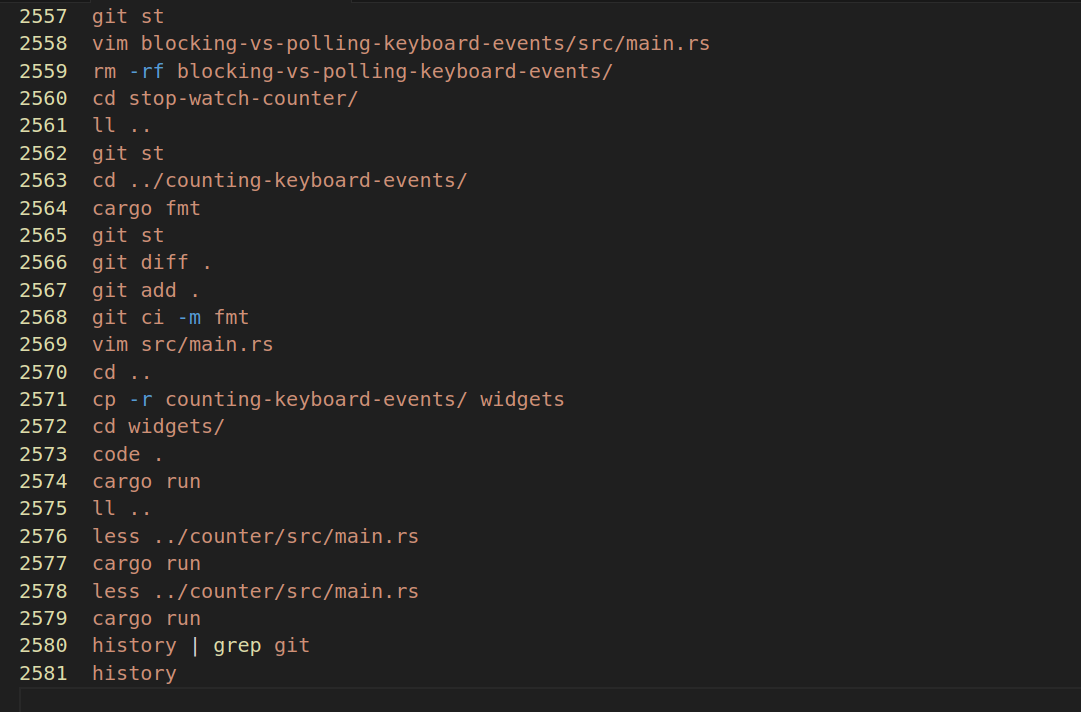 2557  git st
2558  vim blocking-vs-polling-keyboard-events/src/main.rs
2559  rm -rf blocking-vs-polling-keyboard-events/
2560  cd stop-watch-counter/
2561  ll ..
2562  git st
2563  cd ../counting-keyboard-events/
2564  cargo fmt
2565  git st
2566  git diff .
2567  git add .
2568  git ci -m fmt
2569  vim src/main.rs
2570  cd ..
2571  cp -r counting-keyboard-events/ widgets
2572  cd widgets/
2573  code .
2574  cargo run
2575  ll ..
2576  less ../counter/src/main.rs
2577  cargo run
2578  less ../counter/src/main.rs
2579  cargo run
2580  history | grep git
2581  history